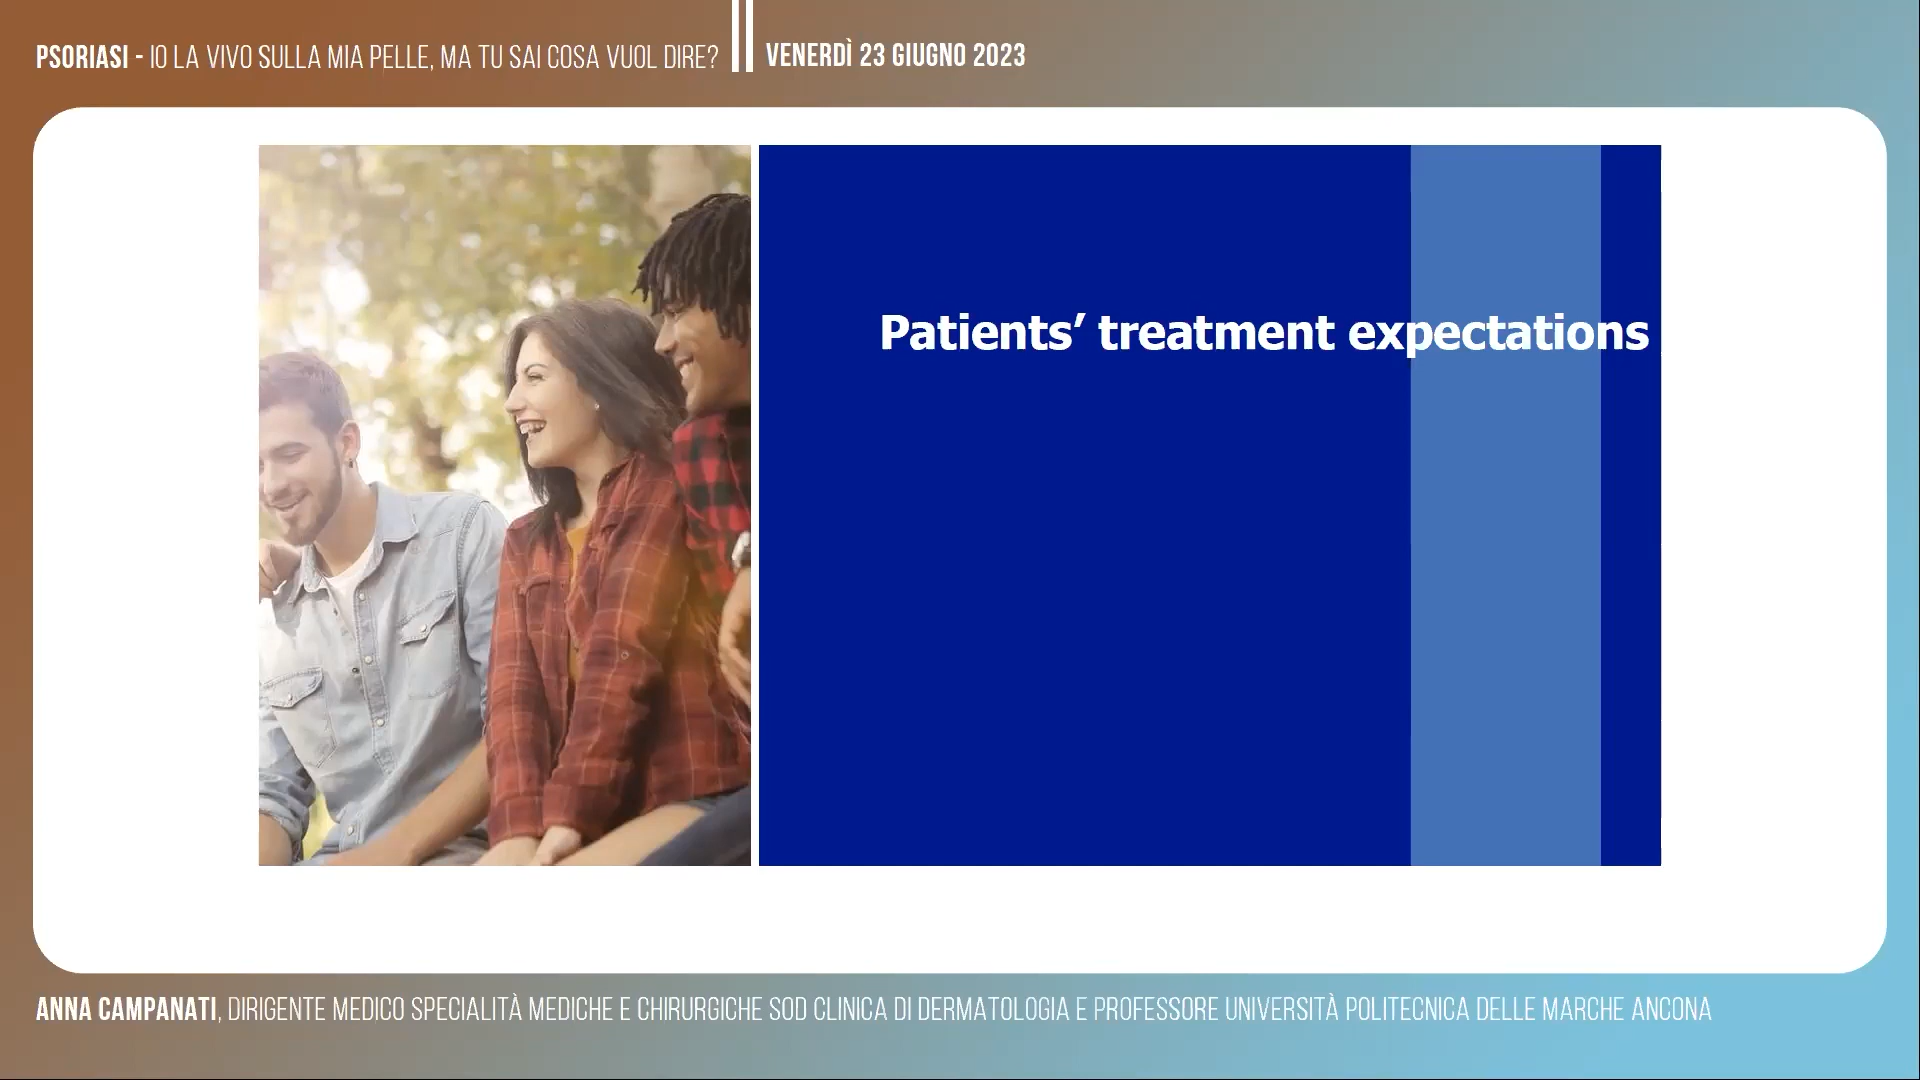 PSORIASI - IO LA VIVO SULLA MIA PELLE, MA TU SAI COSA VUOL DIRE?
VENERDÌ 23 GIUGNO 2023
Patients’ treatment expectations
ANNA CAMPANATI, DIRIGENTE MEDICO SPECIALITÀ MEDICHE E CHIRURGICHE SOD CLINICA DI DERMATOLOGIA E PROFESSORE UNIVERSITÀ POLITECNICA DELLE MARCHE ANCONA